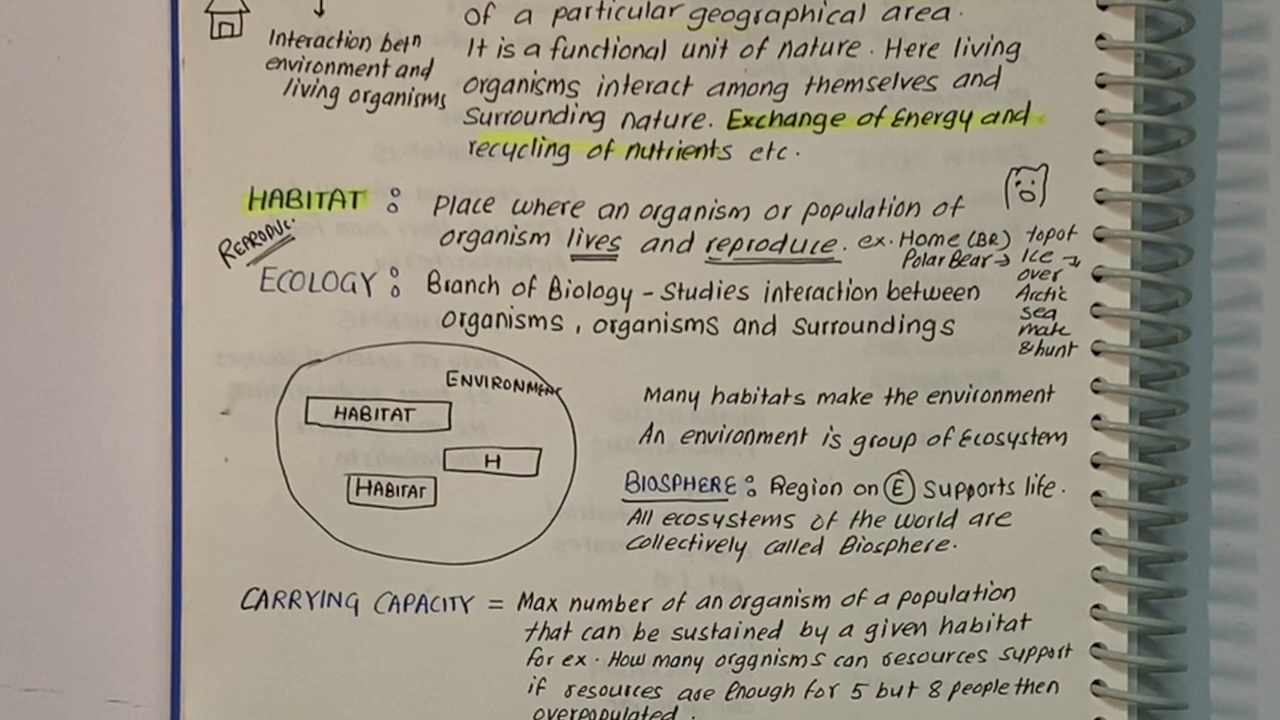 of a particular geographical area.
It is a functional unit of nature. Here living
organisms interact among themselves and
surrounding nature. Exchange of Energy and
recycling of nutrients etc.
Interaction betn
environment and
living organisms
HABITAT : Place where an organism or population of
organism lives and reproduce. ex. Home (BR)
Polar Bear → topof
Ice →
over
Arctic
sea
mate
& hunt
REPRODUC
ECOLOGY : Branch of Biology - Studies interaction between
organisms, organisms and surroundings
ENVIRONMENT
HABITAT
H
HABITAT
Many habitats make the environment
An environment is group of Ecosystem
BIOSPHERE : Region on E supports life.
All ecosystems of the world are
collectively called Biosphere.
CARRYING CAPACITY = Max number of an organism of a population
that can be sustained by a given habitat
for ex. How many organisms can resources support
if resources are enough for 5 but 8 people then
overpopulated.